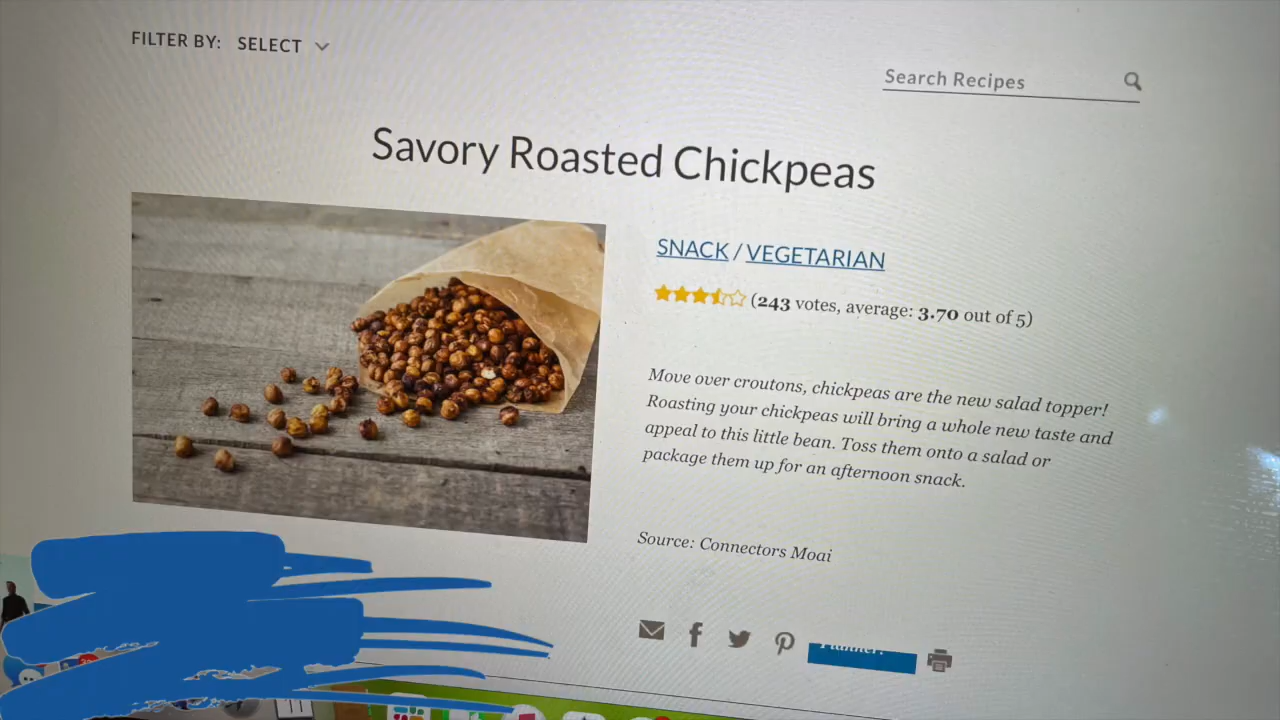 FILTER BY: SELECT
Search Recipes
Savory Roasted Chickpeas
SNACK / VEGETARIAN
(243 votes, average: 3.70 out of 5)
Move over croutons, chickpeas are the new salad topper!
Roasting your chickpeas will bring a whole new taste and
appeal to this little bean. Toss them onto a salad or
package them up for an afternoon snack.
Source: Connectors Moai